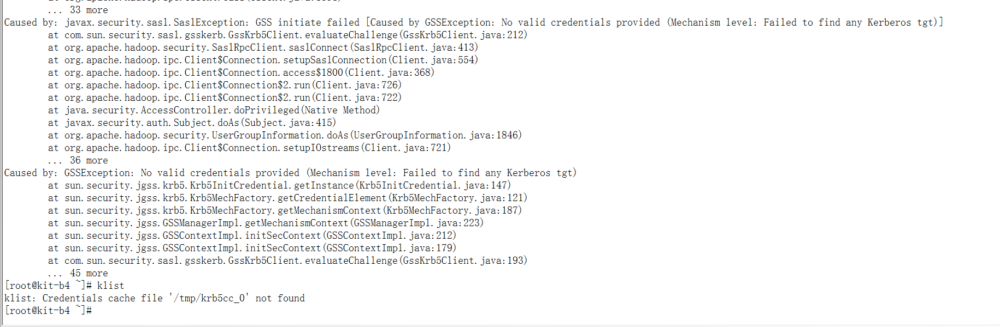 ... 33 more
Caused by: javax.security.sasl.SaslException: GSS initiate failed [Caused by GSSException: No valid credentials provided (Mechanism level: Failed to find any Kerberos tgt)]
at com.sun.security.sasl.gsskerb.GssKrb5Client.evaluateChallenge(GssKrb5Client.java:212)
at org.apache.hadoop.security.SaslRpcClient.saslConnect(SaslRpcClient.java:413)
at org.apache.hadoop.ipc.Client$Connection.setupSaslConnection(Client.java:554)
at org.apache.hadoop.ipc.Client$Connection.access$1800(Client.java:368)
at org.apache.hadoop.ipc.Client$Connection$2.run(Client.java:726)
at org.apache.hadoop.ipc.Client$Connection$2.run(Client.java:722)
at java.security.AccessController.doPrivileged(Native Method)
at javax.security.auth.Subject.doAs(Subject.java:415)
at org.apache.hadoop.security.UserGroupInformation.doAs(UserGroupInformation.java:1846)
at org.apache.hadoop.ipc.Client$Connection.setupIOstreams(Client.java:721)
... 36 more
Caused by: GSSException: No valid credentials provided (Mechanism level: Failed to find any Kerberos tgt)
at sun.security.jgss.krb5.Krb5InitCredential.getInstance(Krb5InitCredential.java:147)
at sun.security.jgss.krb5.Krb5MechFactory.getCredentialElement(Krb5MechFactory.java:121)
at sun.security.jgss.krb5.Krb5MechFactory.getMechanismContext(Krb5MechFactory.java:187)
at sun.security.jgss.GSSManagerImpl.getMechanismContext(GSSManagerImpl.java:223)
at sun.security.jgss.GSSContextImpl.initSecContext(GSSContextImpl.java:212)
at sun.security.jgss.GSSContextImpl.initSecContext(GSSContextImpl.java:179)
at com.sun.security.sasl.gsskerb.GssKrb5Client.evaluateChallenge(GssKrb5Client.java:193)
... 45 more
[root@kit-b4 ~]# klist
klist: Credentials cache file '/tmp/krb5cc_0' not found
[root@kit-b4 ~]#